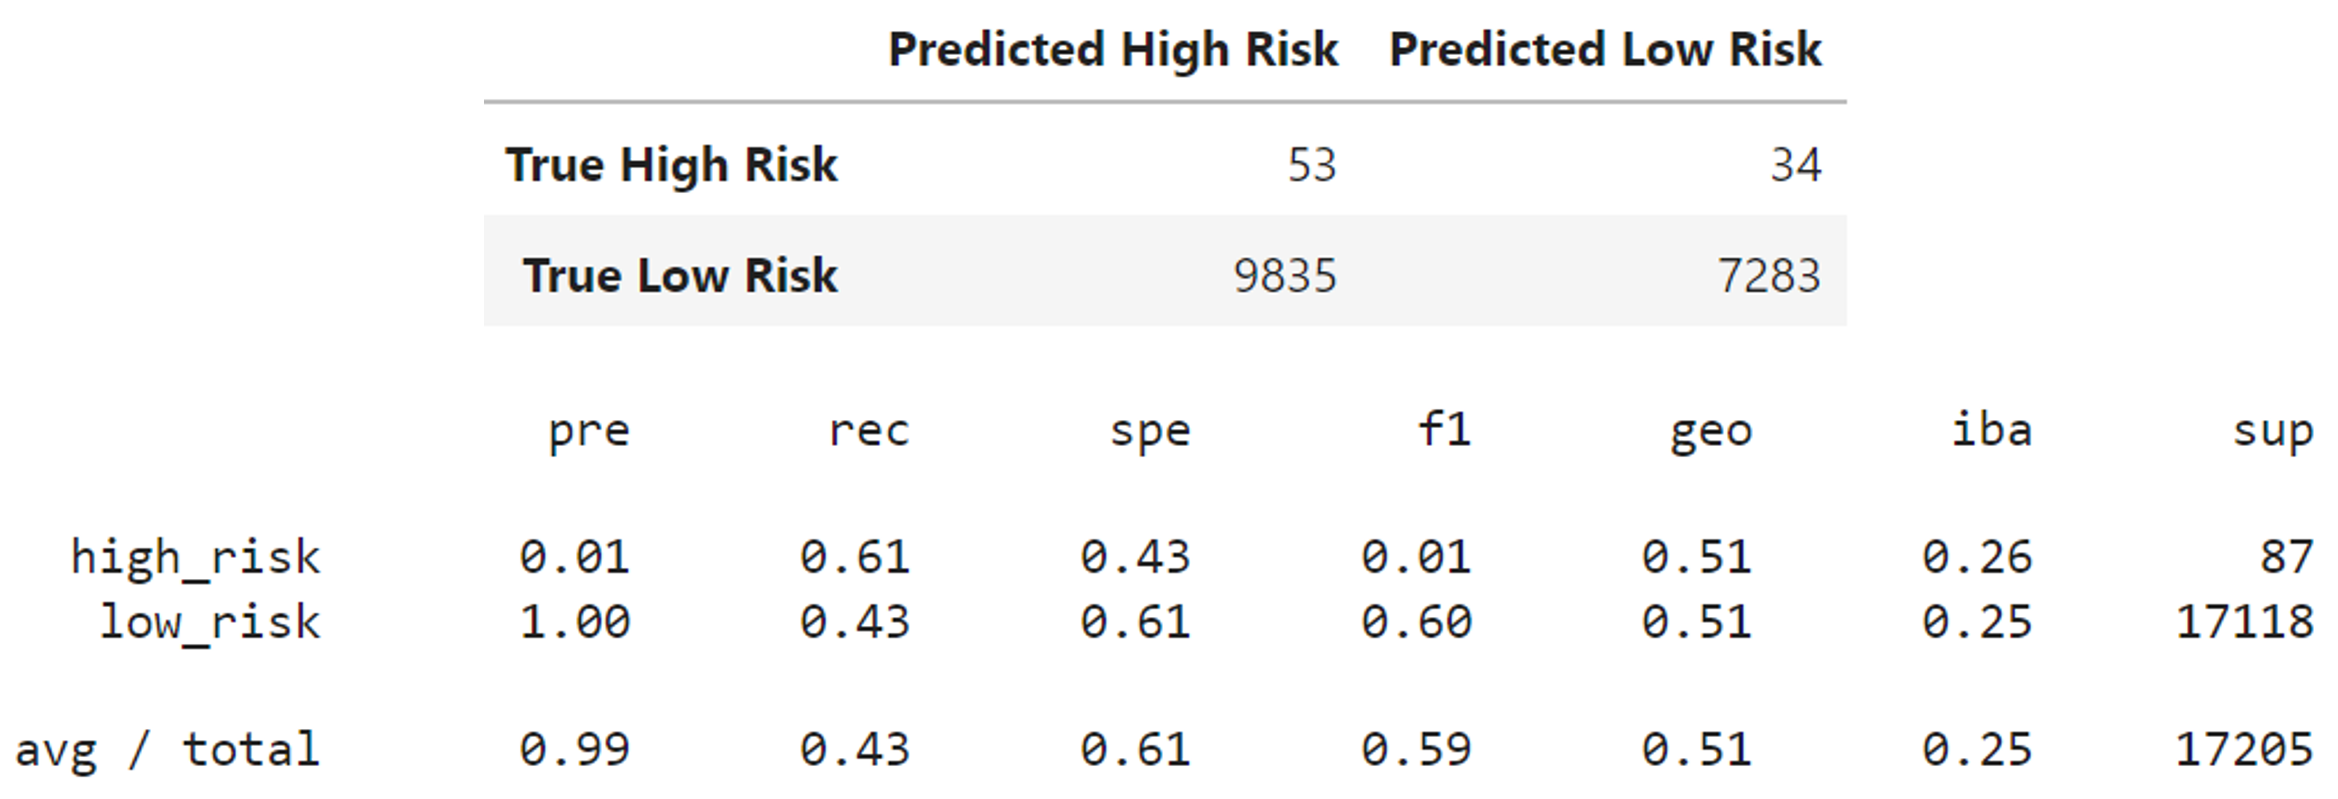 Predicted High Risk Predicted Low Risk
True High Risk 53 34
True Low Risk 9835 7283
pre rec spe f1 geo iba sup
high_risk 0.01 0.61 0.43 0.01 0.51 0.26 87
low_risk 1.00 0.43 0.61 0.60 0.51 0.25 17118
avg / total 0.99 0.43 0.61 0.59 0.51 0.25 17205